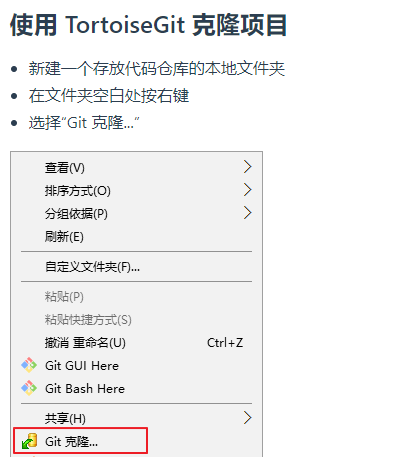 使用 TortoiseGit 克隆项目
新建一个存放代码仓库的本地文件夹
在文件夹空白处按右键
选择“Git 克隆...”
查看(V)
排序方式(O)
分组依据(P)
刷新(E)
自定义文件夹(F)...
粘贴(P)
粘贴快捷方式(S)
撤消 重命名(U) Ctrl+Z
Git GUI Here
Git Bash Here
共享(H)
Git 克隆...